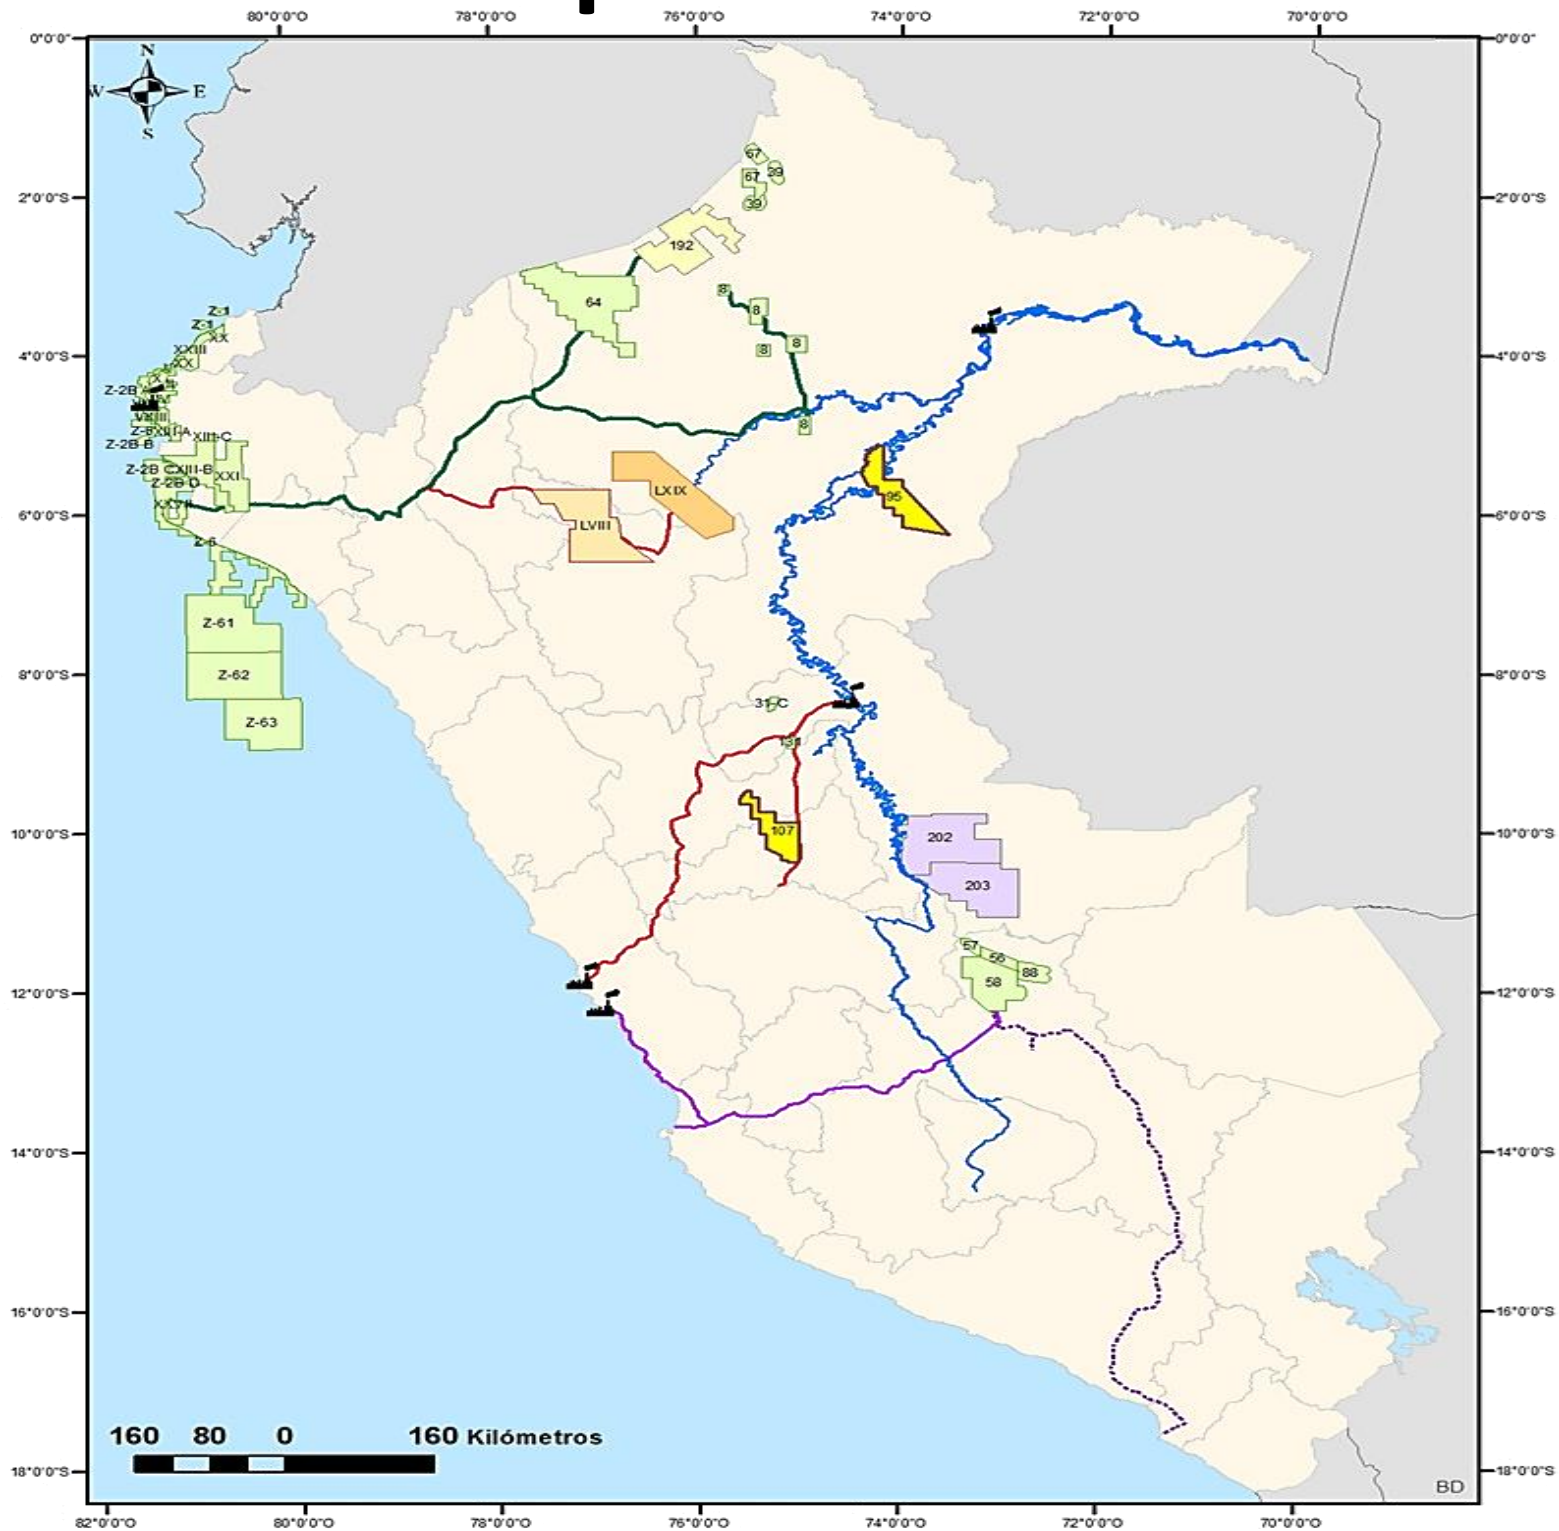 80°0'0"O 78°0'0"O 76°0'0"O 74°0'0"O 72°0'0"O 70°0'0"O
0°0'0" 0°0'0"
N
W E
S
67
67 39
39
2°0'0"S 2°0'0"S
192
64
8
8
8
8
8
Z-1
Z-1
XX
XXIII
XX
4°0'0"S 4°0'0"S
Z-2B
Z-2B B
XIII-C
Z-2B CXIII-B
XXI
Z-2B D
LXIX
95
LVIII
6°0'0"S 6°0'0"S
Z-6
Z-61
Z-62
Z-63
8°0'0"S 8°0'0"S
31-C
131
107
10°0'0"S 10°0'0"S
202
203
57
56
88
58
12°0'0"S 12°0'0"S
14°0'0"S 14°0'0"S
16°0'0"S 16°0'0"S
160 80 0 160 Kilómetros
18°0'0"S 18°0'0"S
BD
82°0'0"O 80°0'0"O 78°0'0"O 76°0'0"O 74°0'0"O 72°0'0"O 70°0'0"O